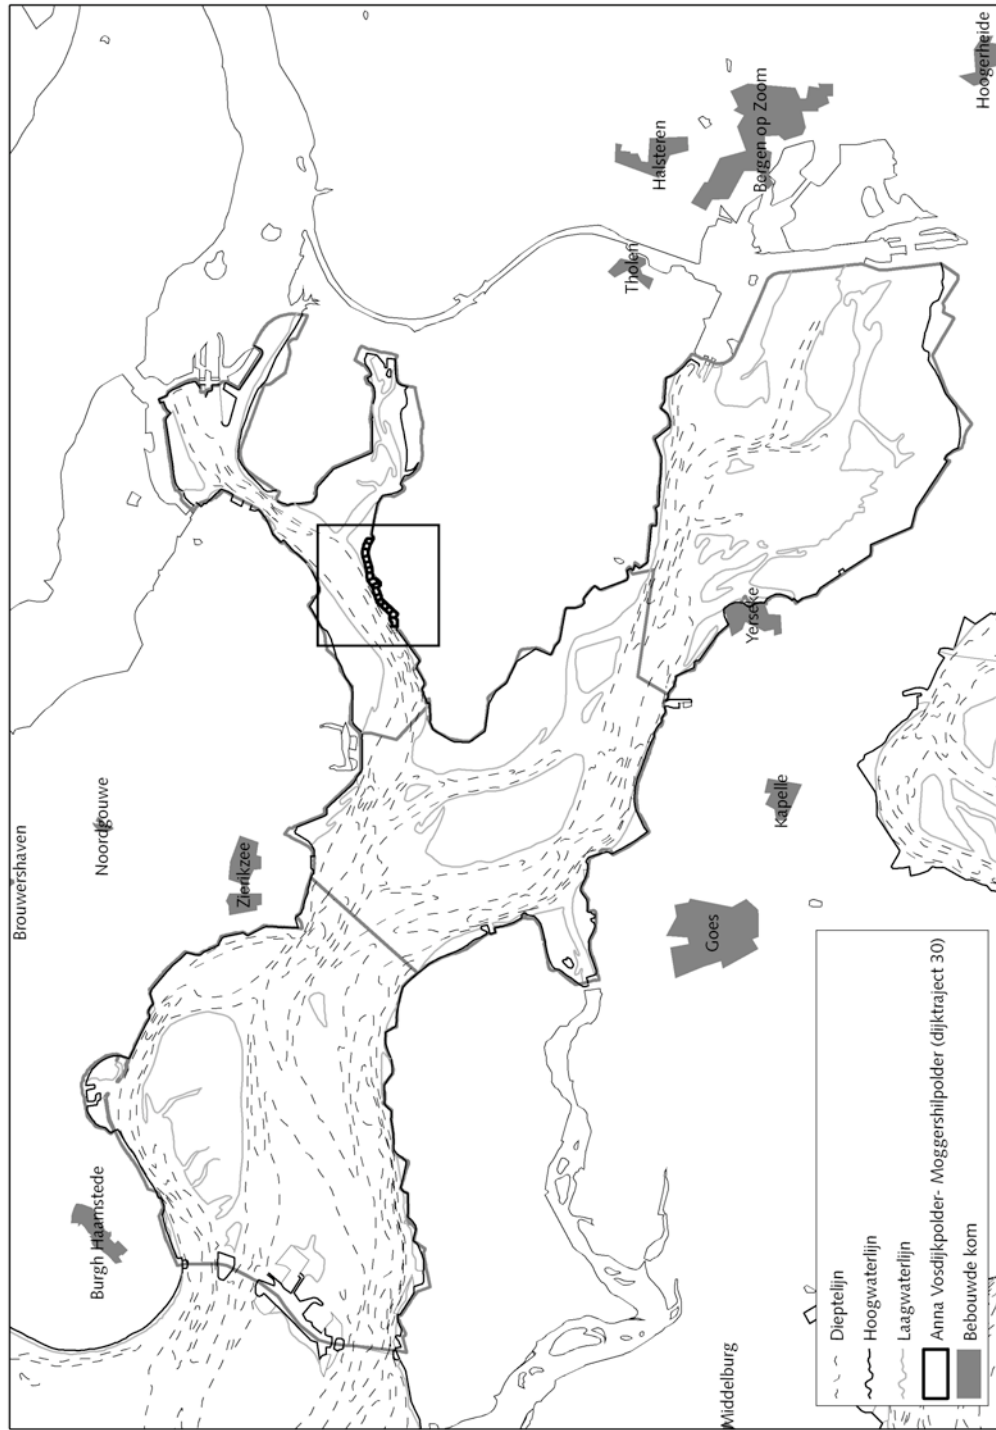 Brouwershaven
Noordgouwe
Burgh Haamstede
Zierikzee
Halsteren
Bergen op Zoom
Tholen
Hoogerheide
Yerseke
Kapelle
Goes
Middelburg
Dieptelijn
Hoogwaterlijn
Laagwaterlijn
Anna Vosdijkpolder- Moggershilpolder (dijktraject 30)
Bebouwde kom